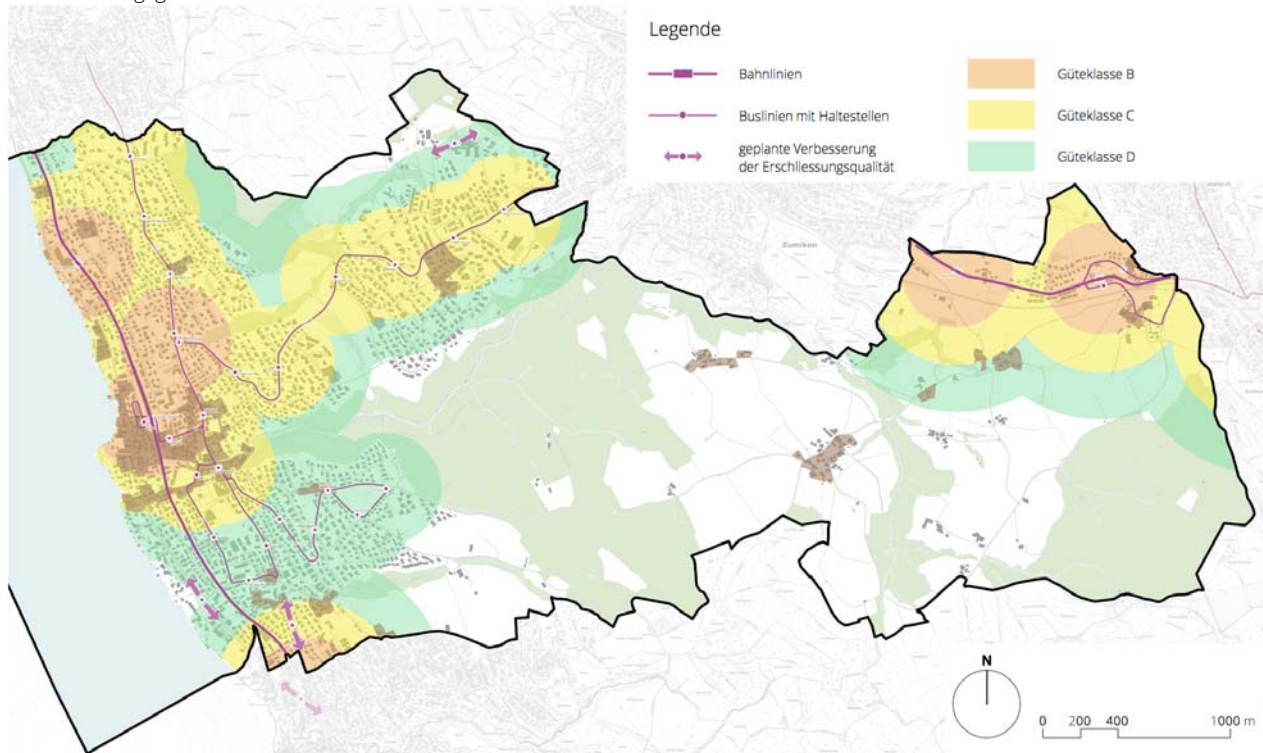 Legende
Bahnlinien
Güteklasse B
Buslinien mit Haltestellen
Güteklasse C
geplante Verbesserung
der Erschliessungsqualität
Güteklasse D
Zumikon
N
0 200 400 1000 m